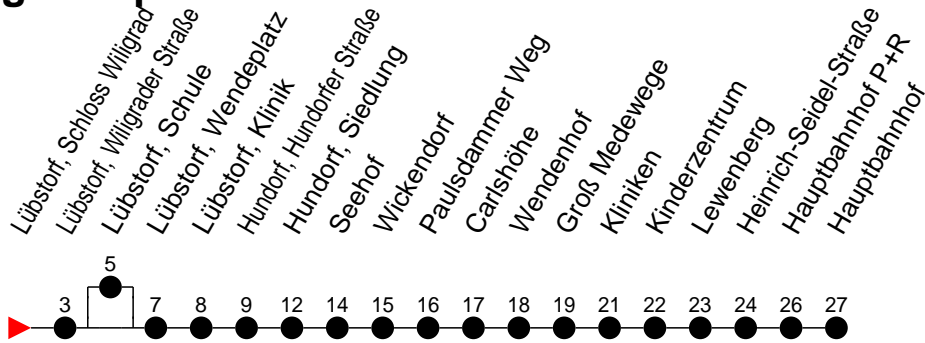 Lübstorf, Schloss Wiligrad
Lübstorf, Wiligrader Straße
Lübstorf, Schule
Lübstorf, Wendeplatz
Lübstorf, Klinik
Hundorf, Hundorfer Straße
Hundorf, Siedlung
Seehof
Wickendorf
Paulsdammer Weg
Carlshöhe
Wendenhof
Groß Medewege
Kliniken
Kinderzentrum
Lewenberg
Heinrich-Seidel-Straße
Hauptbahnhof P+R
Hauptbahnhof
5
3 7 8 9 12 14 15 16 17 18 19 21 22 23 24 26 27